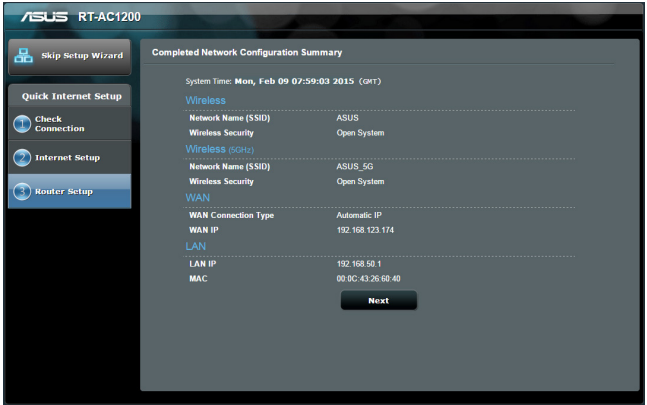 ASUS RT-AC1200
Skip Setup Wizard
Quick Internet Setup
1 Check
Connection
2 Internet Setup
3 Router Setup
Completed Network Configuration Summary
System Time: Mon, Feb 09 07:59:03 2015 (GMT)
Wireless
Network Name (SSID) ASUS
Wireless Security Open System
Wireless (5GHz)
Network Name (SSID) ASUS_5G
Wireless Security Open System
WAN
WAN Connection Type Automatic IP
WAN IP 192.168.123.174
LAN
LAN IP 192.168.50.1
MAC 00:0C:43:26:60:40
Next